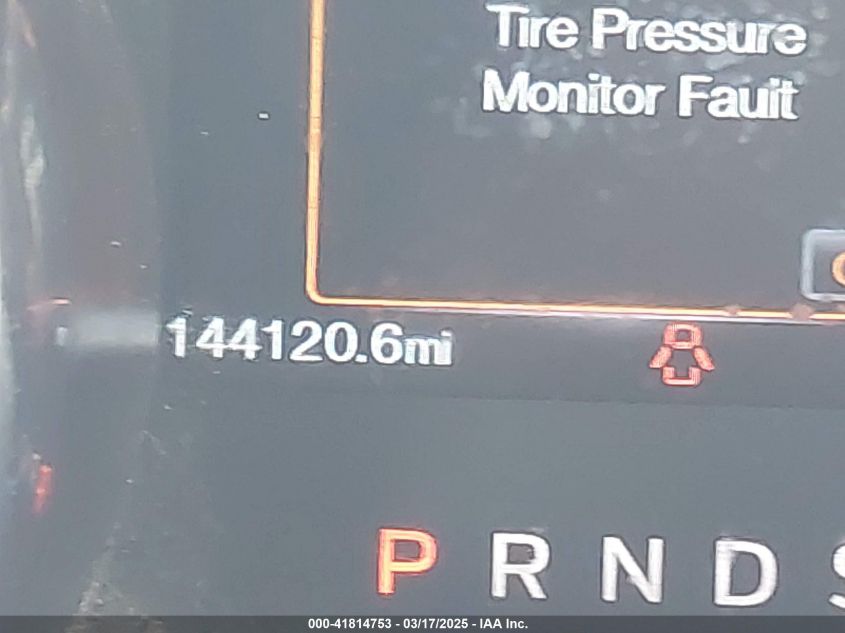 Tire Pressure
Monitor Fault
144120.6mi
P R N D S
000-41814753 - 03/17/2025 - IAA Inc.